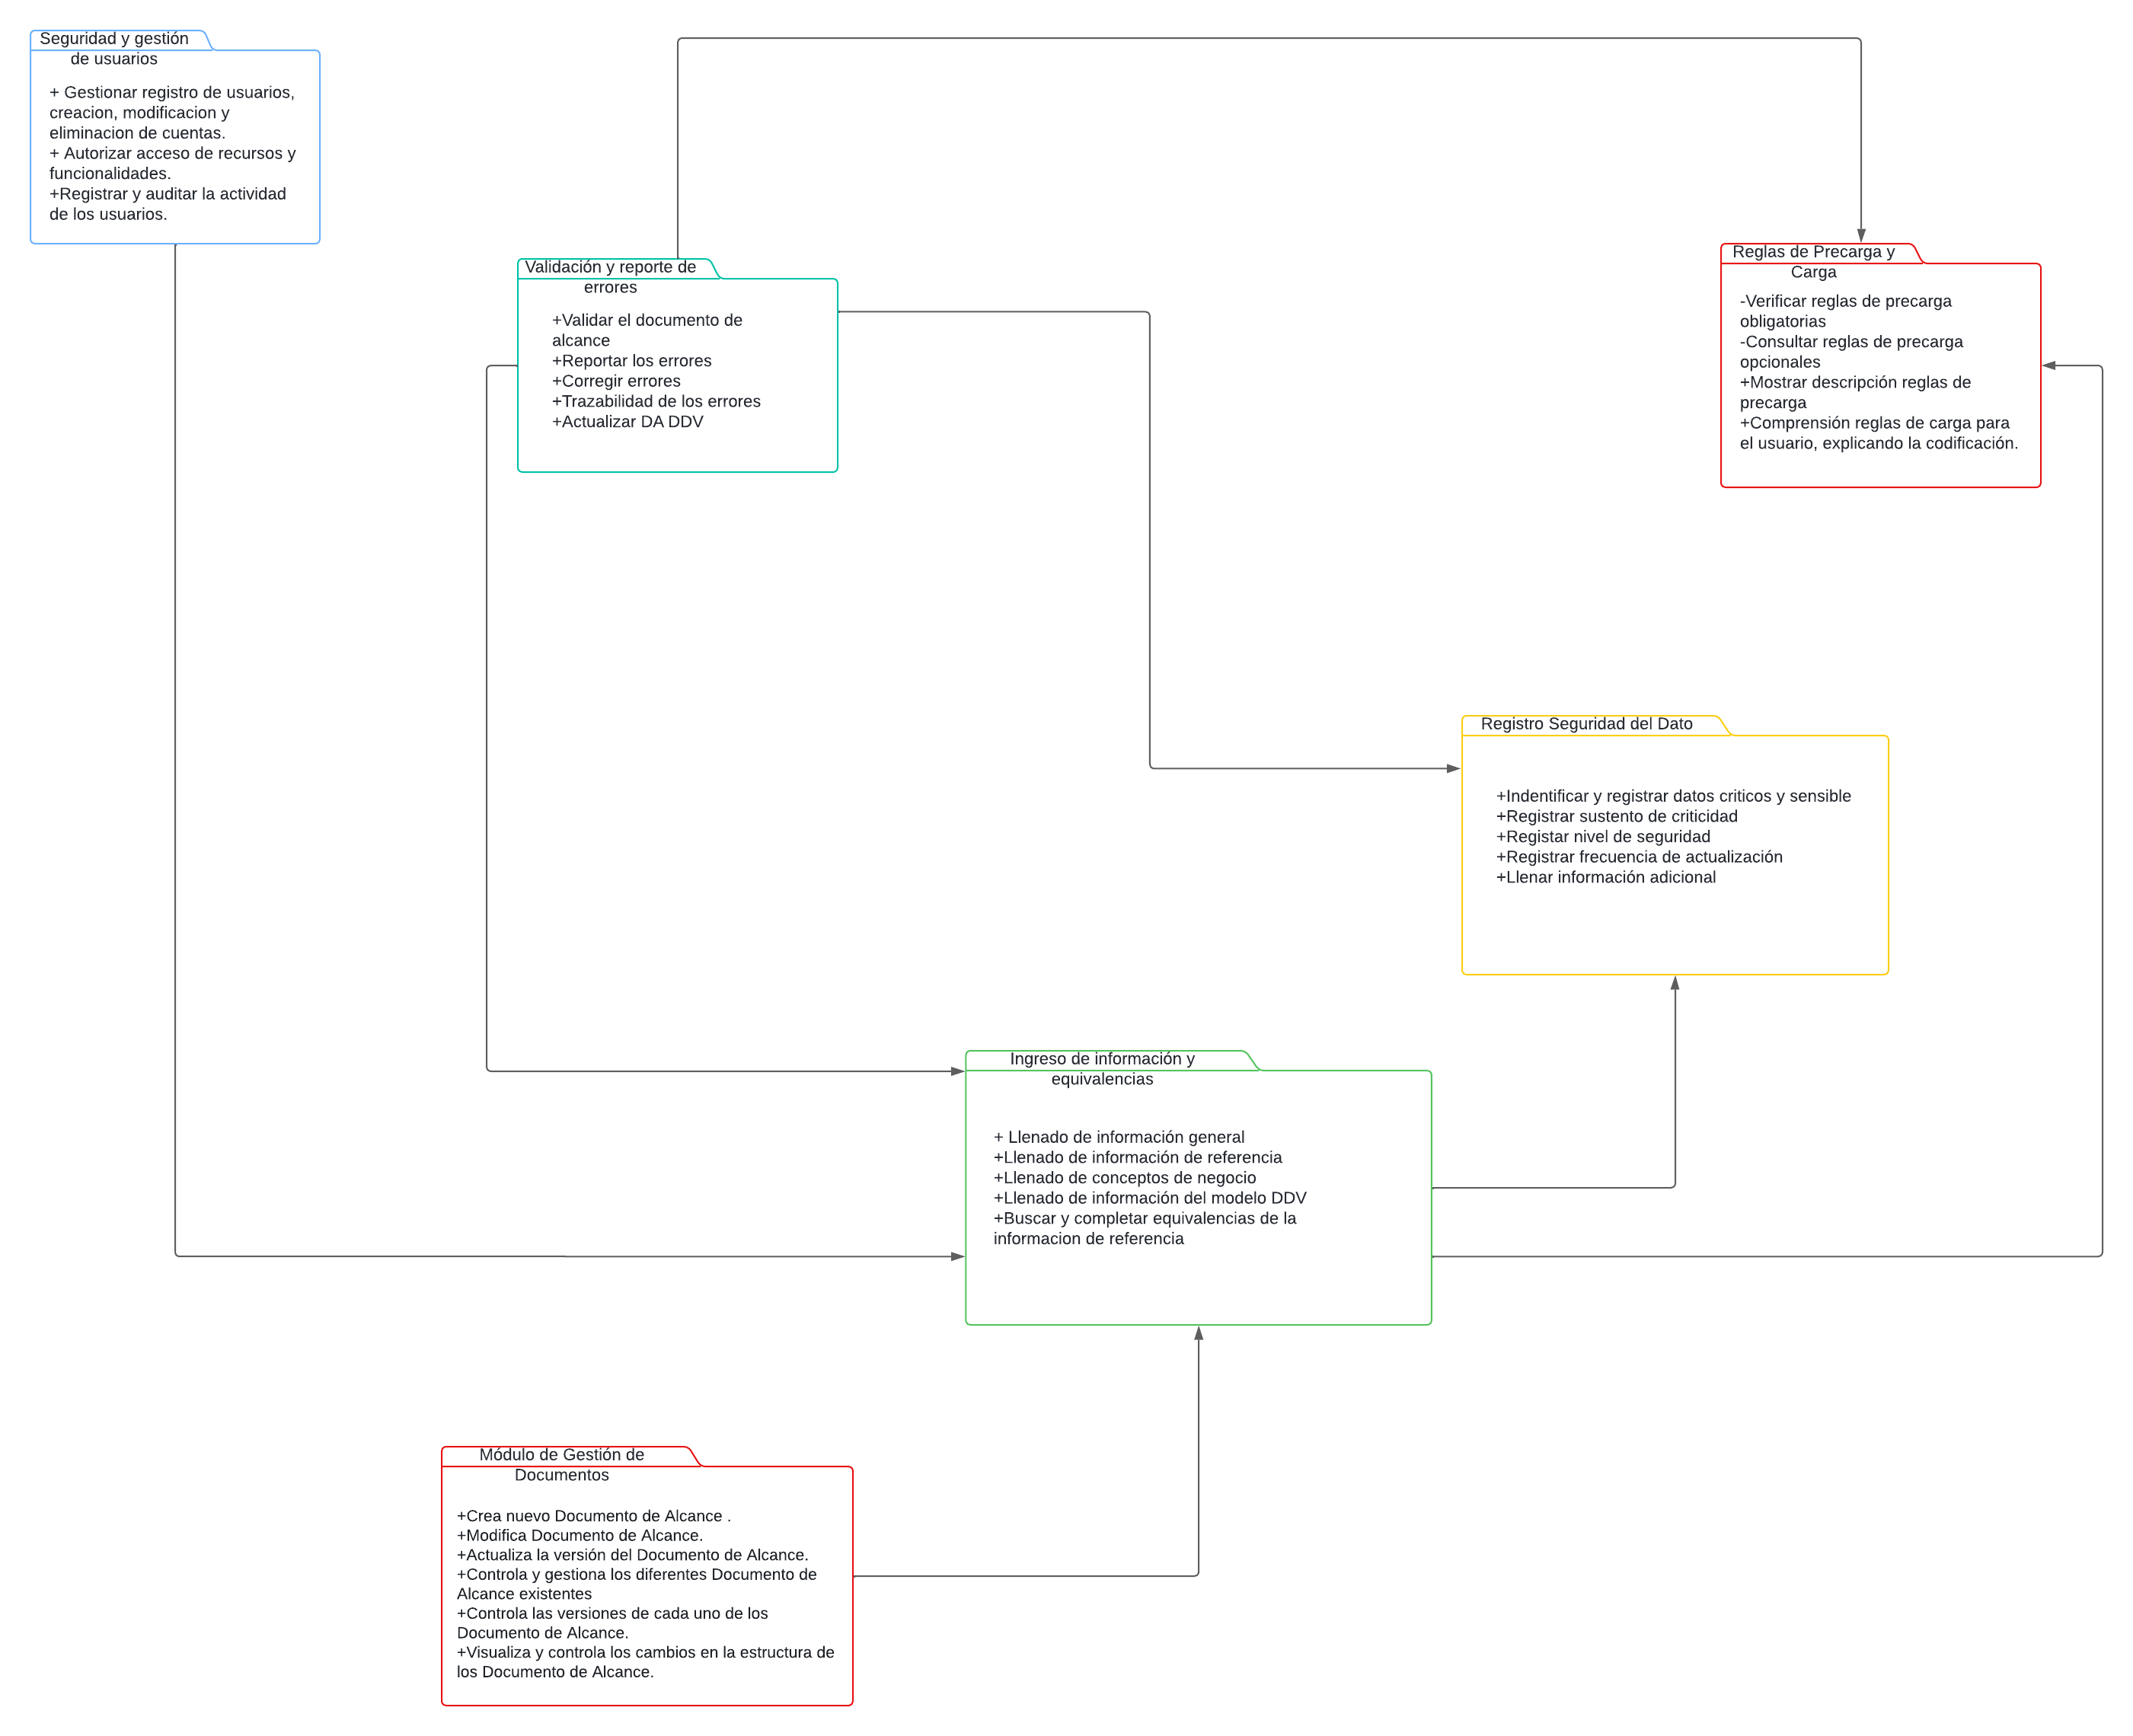 Seguridad y gestión
de usuarios
+ Gestionar registro de usuarios,
creacion, modificacion y
eliminacion de cuentas.
+ Autorizar acceso de recursos y
funcionalidades.
+Registrar y auditar la actividad
de los usuarios.
Validación y reporte de
errores
+Validar el documento de
alcance
+Reportar los errores
+Corregir errores
+Trazabilidad de los errores
+Actualizar DA DDV
Reglas de Precarga y
Carga
-Verificar reglas de precarga
obligatorias
-Consultar reglas de precarga
opcionales
+Mostrar descripción reglas de
precarga
+Comprensión reglas de carga para
el usuario, explicando la codificación.
Registro Seguridad del Dato
+Indentificar y registrar datos criticos y sensible
+Registrar sustento de criticidad
+Registar nivel de seguridad
+Registrar frecuencia de actualización
+Llenar información adicional
Ingreso de información y
equivalencias
+ Llenado de información general
+Llenado de información de referencia
+Llenado de conceptos de negocio
+Llenado de información del modelo DDV
+Buscar y completar equivalencias de la
informacion de referencia
Módulo de Gestión de
Documentos
+Crea nuevo Documento de Alcance .
+Modifica Documento de Alcance.
+Actualiza la versión del Documento de Alcance.
+Controla y gestiona los diferentes Documento de
Alcance existentes
+Controla las versiones de cada uno de los
Documento de Alcance.
+Visualiza y controla los cambios en la estructura de
los Documento de Alcance.